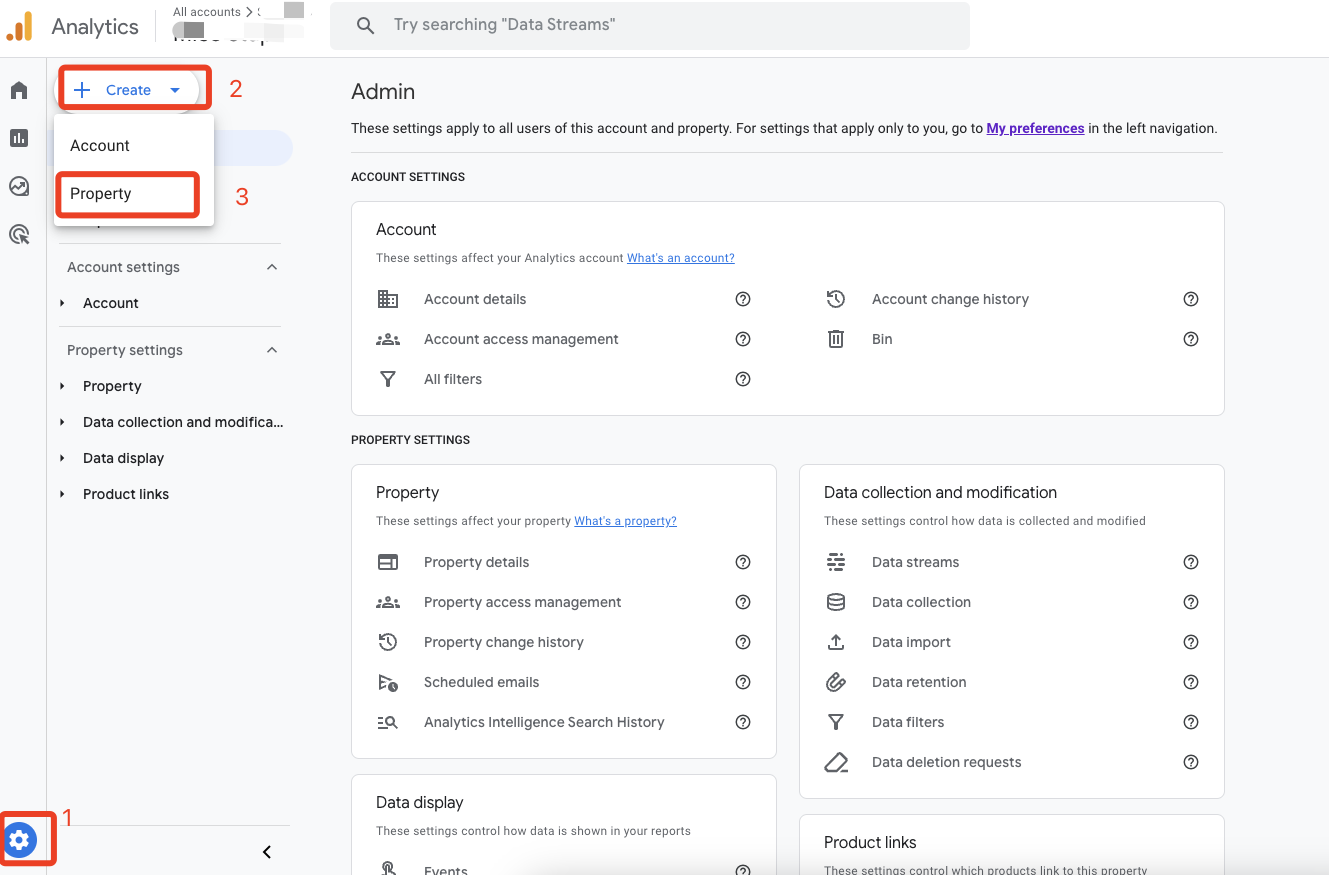 Analytics
All accounts >
Try searching "Data Streams"
Create
2
Account
Property
3
Account settings
Account
Property settings
Property
Data collection and modifica...
Data display
Product links
1
Admin
These settings apply to all users of this account and property. For settings that apply only to you, go to My preferences in the left navigation.
ACCOUNT SETTINGS
Account
These settings affect your Analytics account What's an account?
Account details
Account change history
Account access management
Bin
All filters
PROPERTY SETTINGS
Property
These settings affect your property What's a property?
Property details
Property access management
Property change history
Scheduled emails
Analytics Intelligence Search History
Data collection and modification
These settings control how data is collected and modified
Data streams
Data collection
Data import
Data retention
Data filters
Data deletion requests
Data display
These settings control how data is shown in your reports
Events
Product links
These settings control which products link to this property